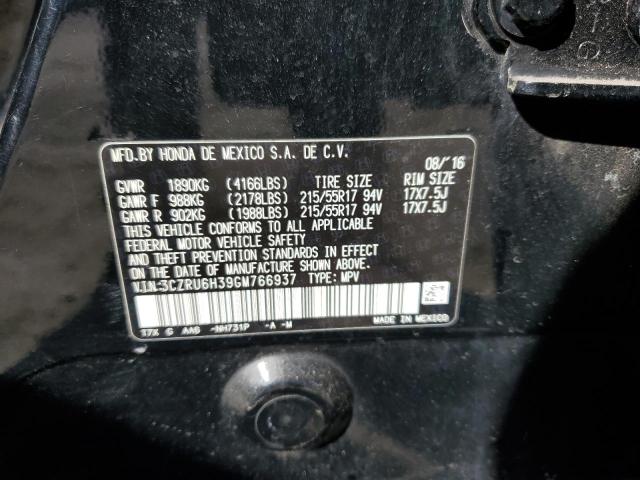 MFD.BY HONDA DE MEXICO S.A. DE C.V. 08/'16
GVWR 1890KG (4166LBS) TIRE SIZE RIM SIZE
GAWR F 988KG (2178LBS) 215/55R17 94V 17X7.5J
GAWR R 902KG (1988LBS) 215/55R17 94V 17X7.5J
THIS VEHICLE CONFORMS TO ALL APPLICABLE
FEDERAL MOTOR VEHICLE SAFETY
AND THEFT PREVENTION STANDARDS IN EFFECT
ON THE DATE OF MANUFACTURE SHOWN ABOVE.
V.I.N:3CZRU6H39GM766937 TYPE: MPV
T7X G AA6 -NH731P -A -M MADE IN MEXICO